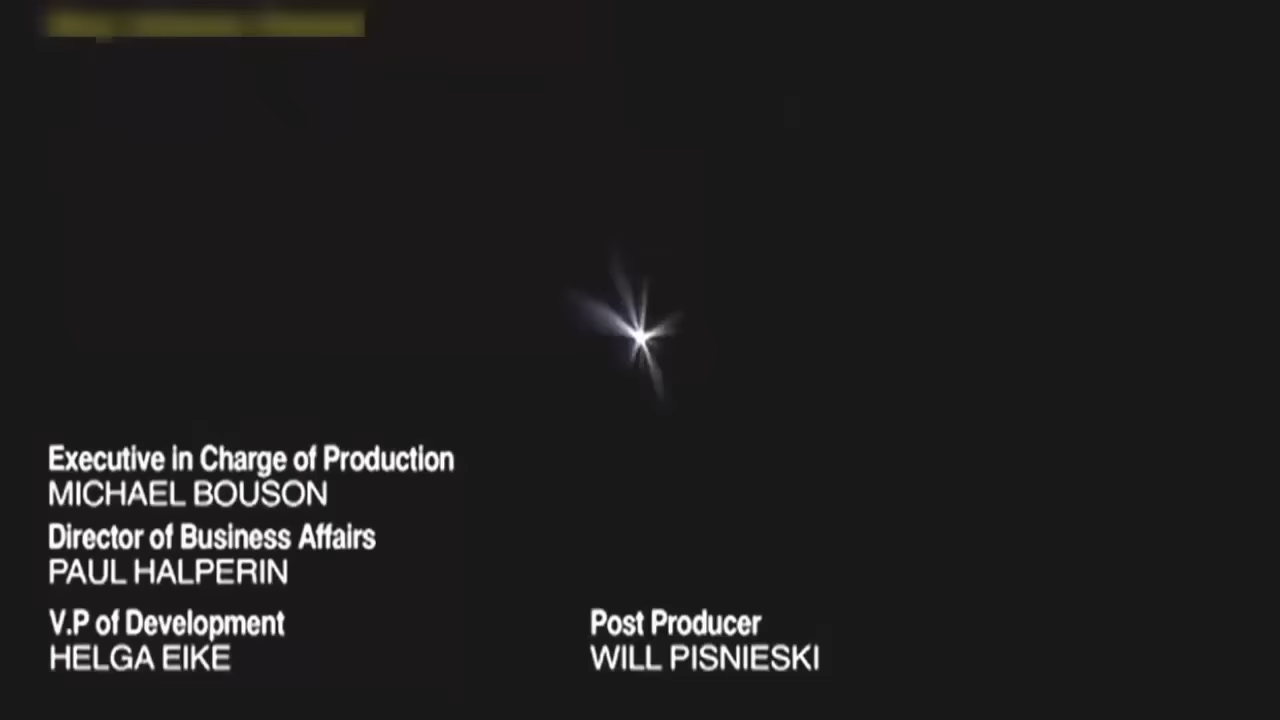 Executive in Charge of Production
MICHAEL BOUSON
Director of Business Affairs
PAUL HALPERIN
V.P of Development
HELGA EIKE
Post Producer
WILL PISNIESKI